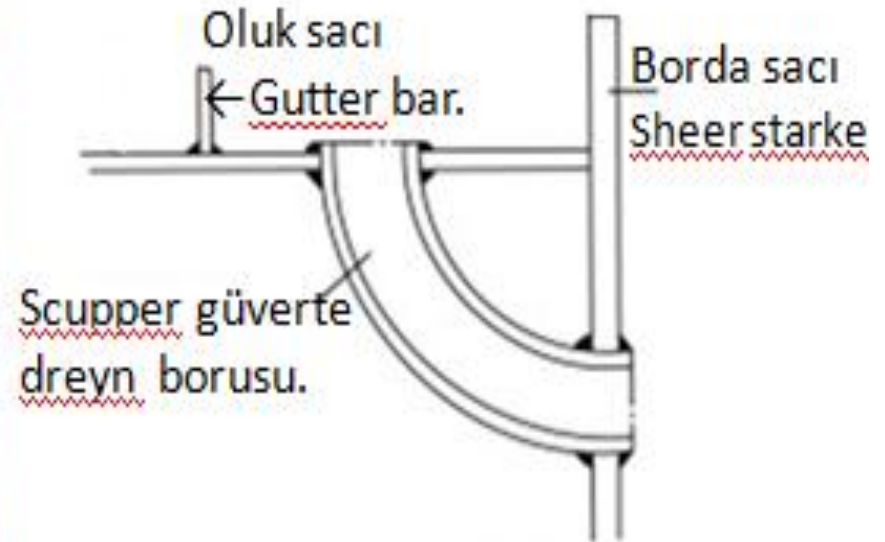 Oluk sacı
Gutter bar.
Borda sacı
Sheer starke
Scupper güverte
dreyn borusu.